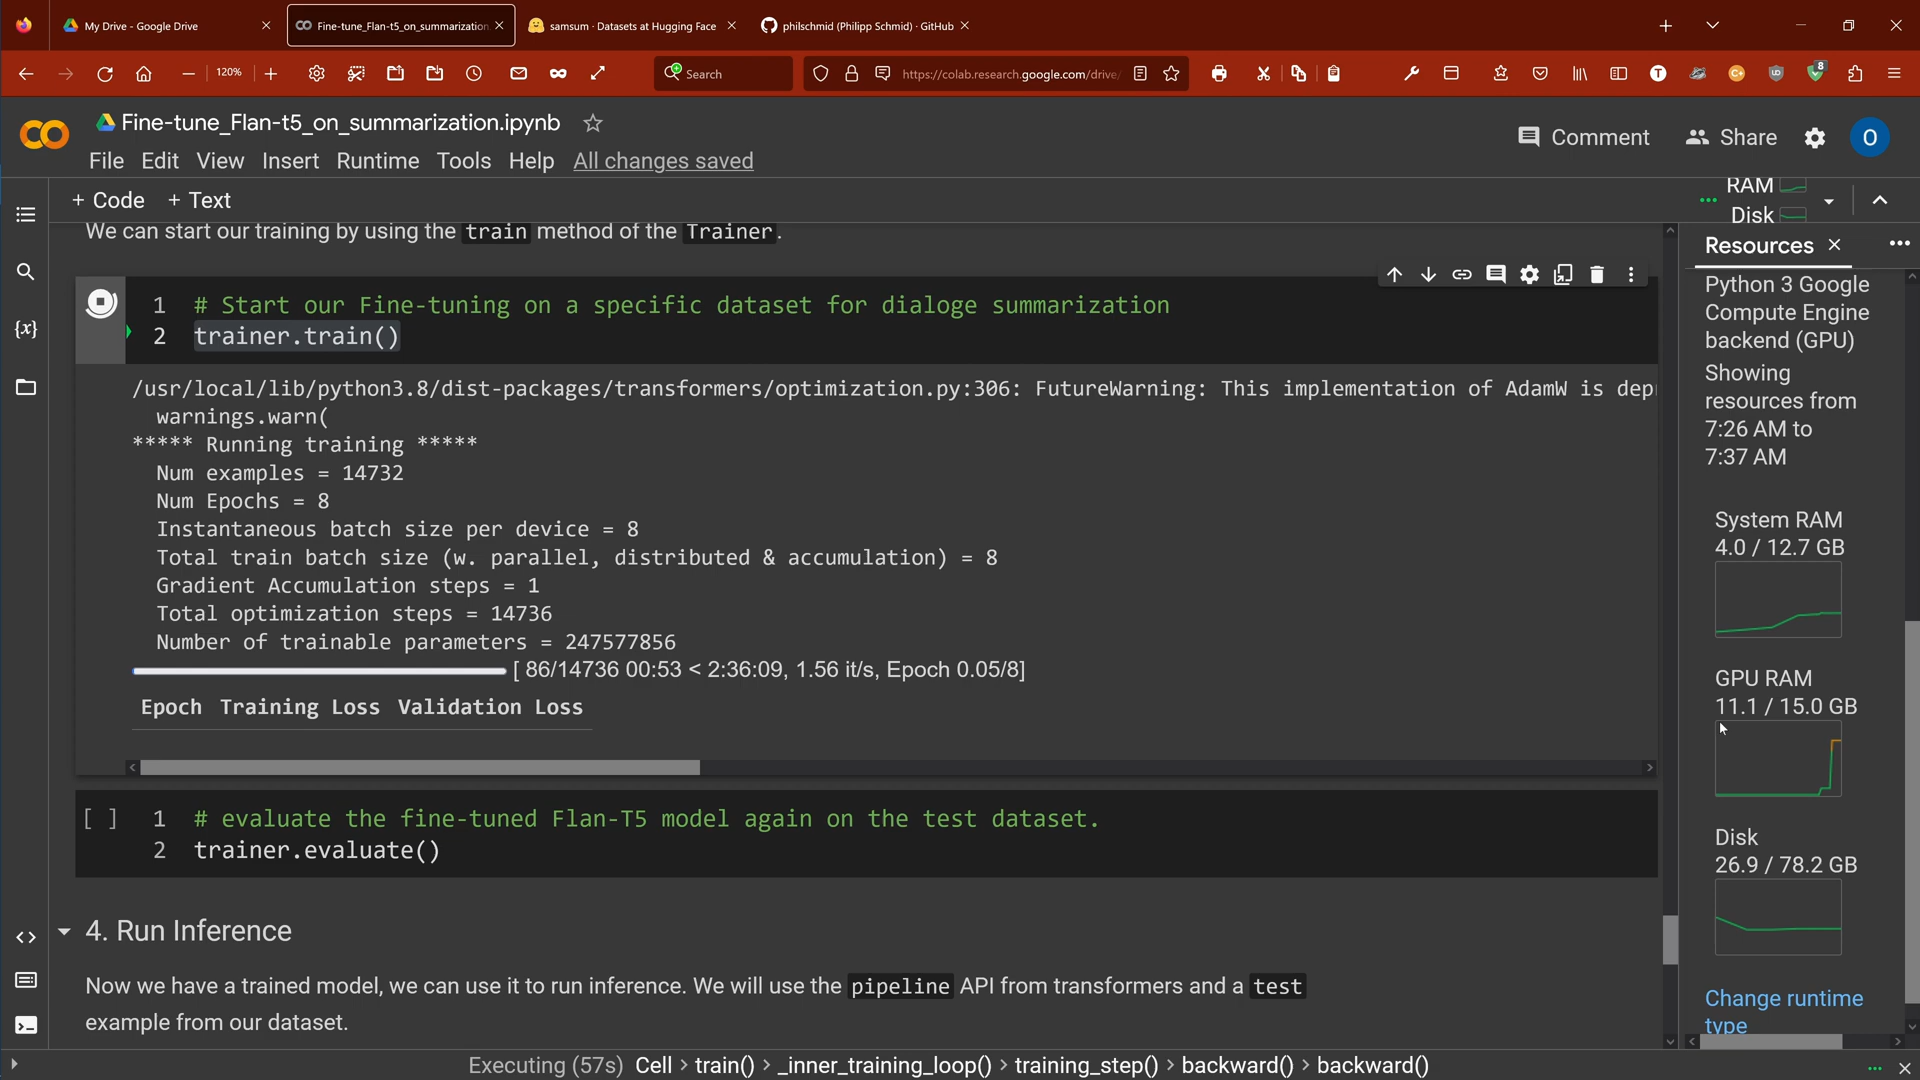 My Drive - Google Drive
Fine-tune_Flan-t5_on_summarization.
samsum · Datasets at Hugging Face
philschmid (Philipp Schmid) · GitHub
120%
Search
https://colab.research.google.com/drive/
8
Fine-tune_Flan-t5_on_summarization.ipynb
Comment
Share
O
File Edit View Insert Runtime Tools Help All changes saved
+ Code + Text
RAM
Disk
We can start our training by using the train method of the Trainer.
1 # Start our Fine-tuning on a specific dataset for dialoge summarization
2 trainer.train()
/usr/local/lib/python3.8/dist-packages/transformers/optimization.py:306: FutureWarning: This implementation of AdamW is dep
warnings.warn(
***** Running training *****
Num examples = 14732
Num Epochs = 8
Instantaneous batch size per device = 8
Total train batch size (w. parallel, distributed & accumulation) = 8
Gradient Accumulation steps = 1
Total optimization steps = 14736
Number of trainable parameters = 247577856
[ 86/14736 00:53 < 2:36:09, 1.56 it/s, Epoch 0.05/8]
Epoch Training Loss Validation Loss
[ ] 1 # evaluate the fine-tuned Flan-T5 model again on the test dataset.
2 trainer.evaluate()
4. Run Inference
Now we have a trained model, we can use it to run inference. We will use the pipeline API from transformers and a test
example from our dataset.
Resources
Python 3 Google
Compute Engine
backend (GPU)
Showing
resources from
7:26 AM to
7:37 AM
System RAM
4.0 / 12.7 GB
GPU RAM
11.1 / 15.0 GB
Disk
26.9 / 78.2 GB
Change runtime
type
Executing (57s) Cell > train() > _inner_training_loop() > training_step() > backward() > backward()